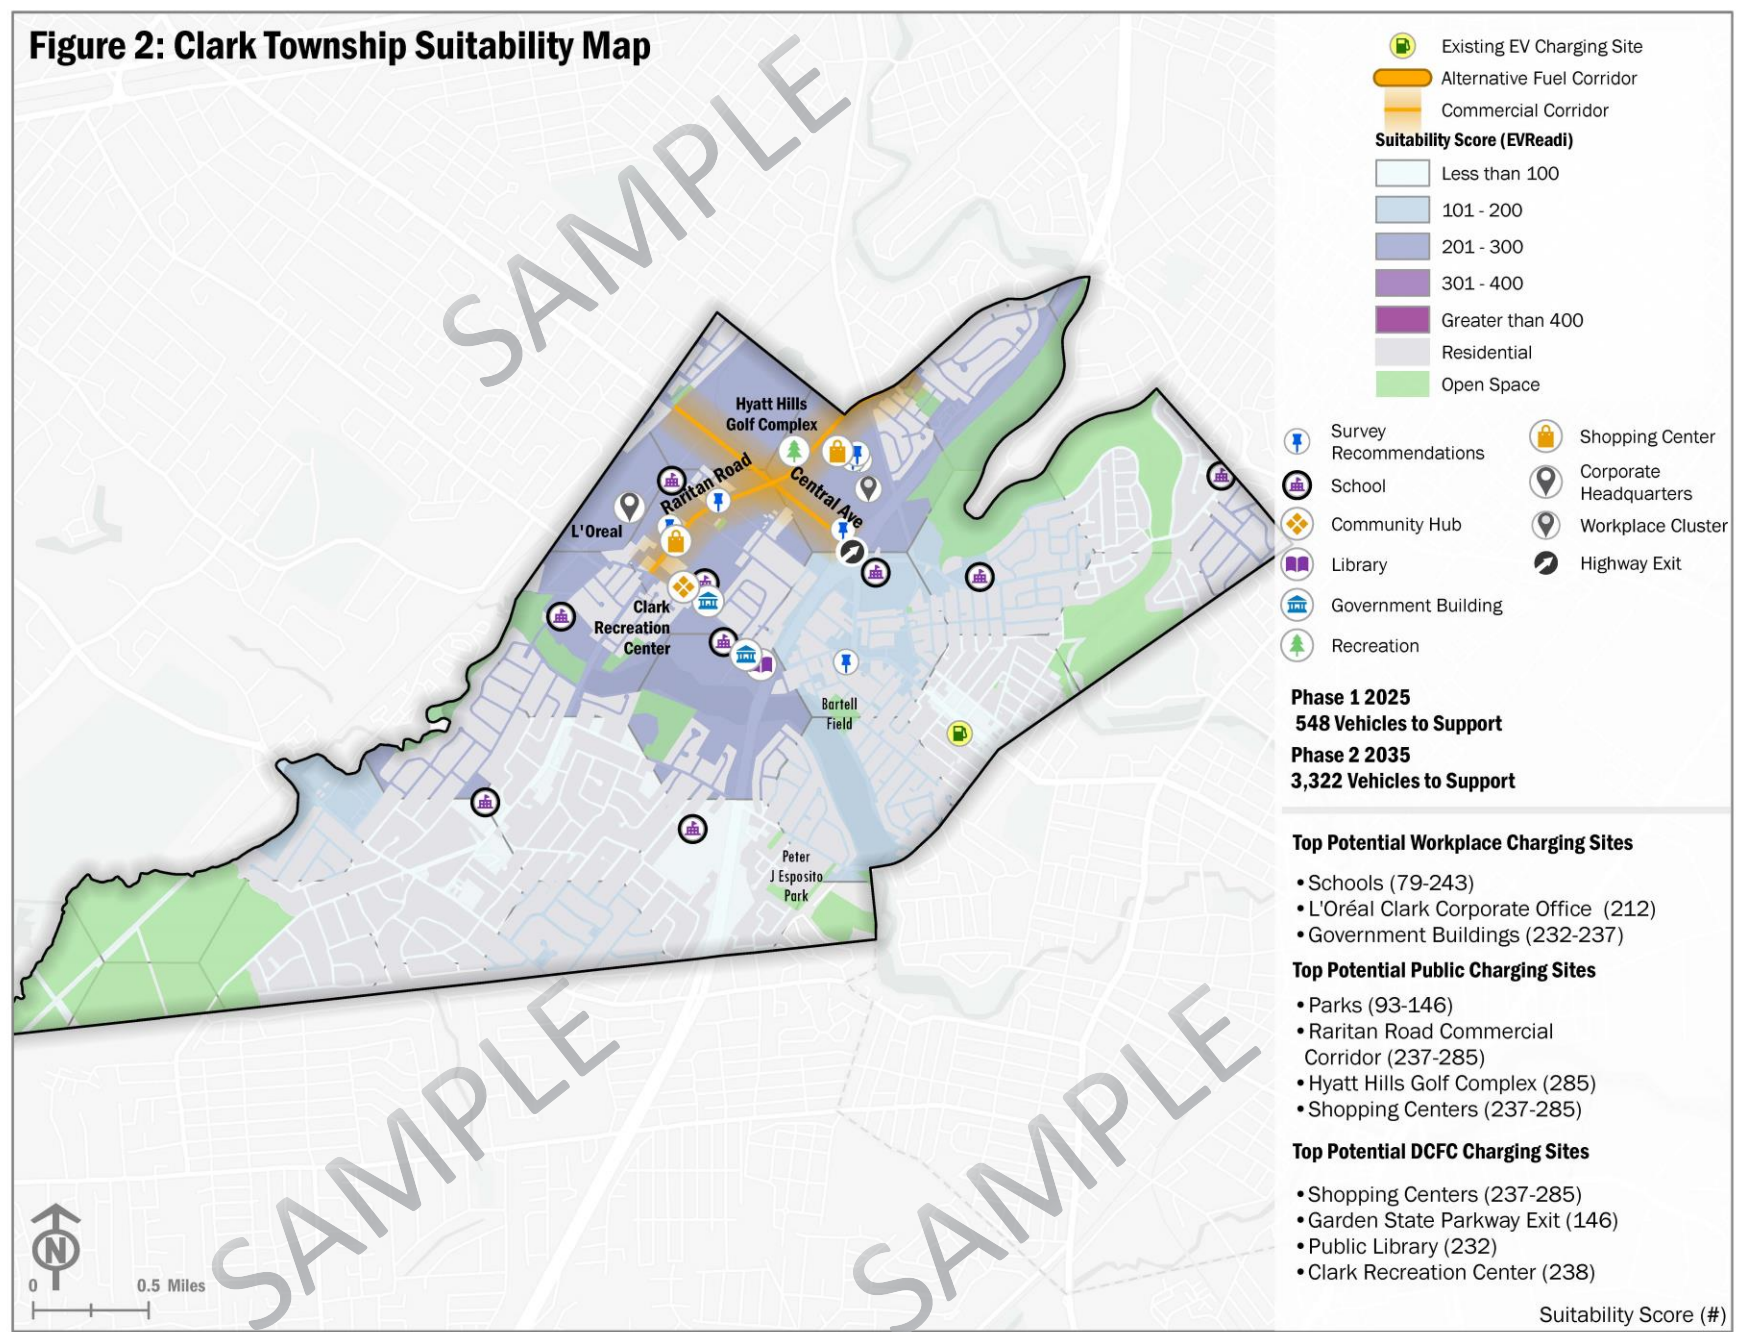 Figure 2: Clark Township Suitability Map
SAMPLE
Hyatt Hills
Golf Complex
Raritan Road
Central Ave
L'Oreal
Clark
Recreation
Center
Bartell
Field
Peter
J Esposito
Park
SAMPLE
SAMPLE
N
0
0.5 Miles
Existing EV Charging Site
Alternative Fuel Corridor
Commercial Corridor
Suitability Score (EVReadi)
Less than 100
101 - 200
201 - 300
301 - 400
Greater than 400
Residential
Open Space
Survey
Recommendations
School
Community Hub
Library
Government Building
Recreation
Shopping Center
Corporate
Headquarters
Workplace Cluster
Highway Exit
Phase 1 2025
548 Vehicles to Support
Phase 2 2035
3,322 Vehicles to Support
Top Potential Workplace Charging Sites
• Schools (79-243)
• L'Oréal Clark Corporate Office (212)
• Government Buildings (232-237)
Top Potential Public Charging Sites
• Parks (93-146)
• Raritan Road Commercial
Corridor (237-285)
• Hyatt Hills Golf Complex (285)
• Shopping Centers (237-285)
Top Potential DCFC Charging Sites
• Shopping Centers (237-285)
• Garden State Parkway Exit (146)
• Public Library (232)
• Clark Recreation Center (238)
Suitability Score (#)